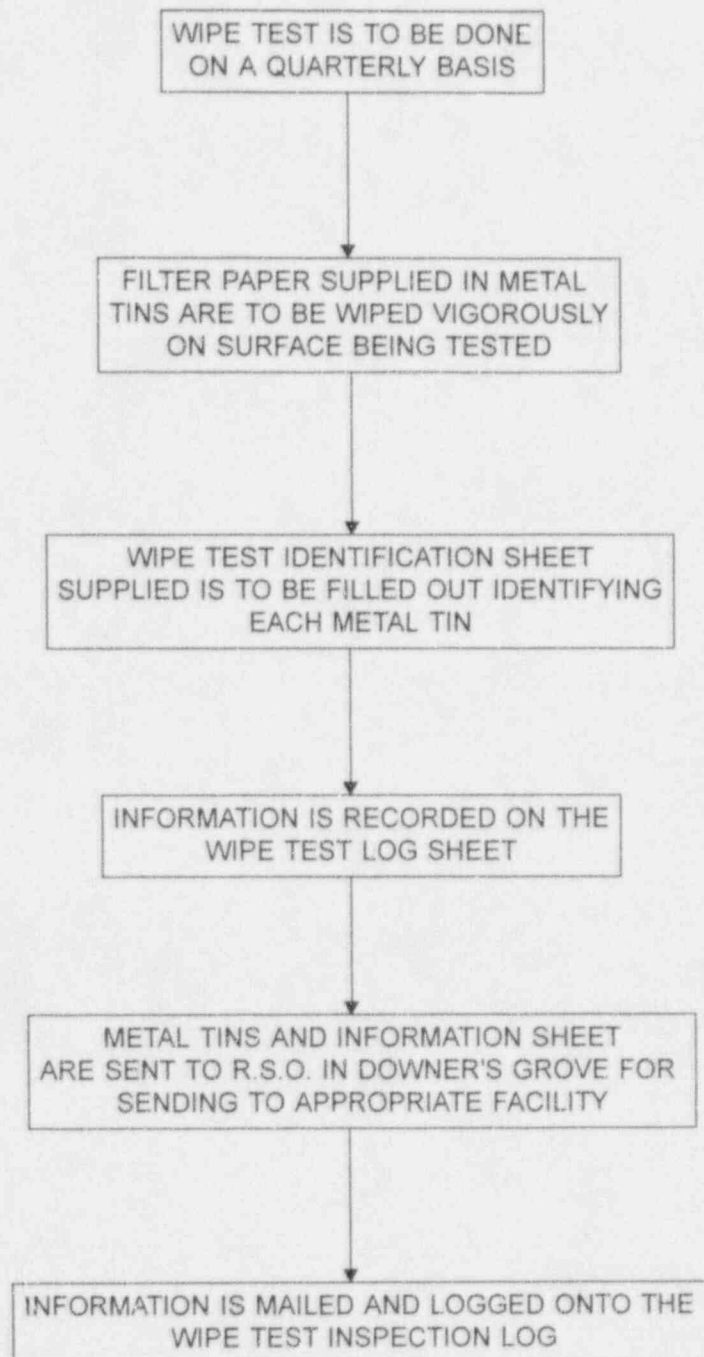 WIPE TEST IS TO BE DONE
ON A QUARTERLY BASIS
FILTER PAPER SUPPLIED IN METAL
TINS ARE TO BE WIPED VIGOROUSLY
ON SURFACE BEING TESTED
WIPE TEST IDENTIFICATION SHEET
SUPPLIED IS TO BE FILLED OUT IDENTIFYING
EACH METAL TIN
INFORMATION IS RECORDED ON THE
WIPE TEST LOG SHEET
METAL TINS AND INFORMATION SHEET
ARE SENT TO R.S.O. IN DOWNER'S GROVE FOR
SENDING TO APPROPRIATE FACILITY
INFORMATION IS MAILED AND LOGGED ONTO THE
WIPE TEST INSPECTION LOG